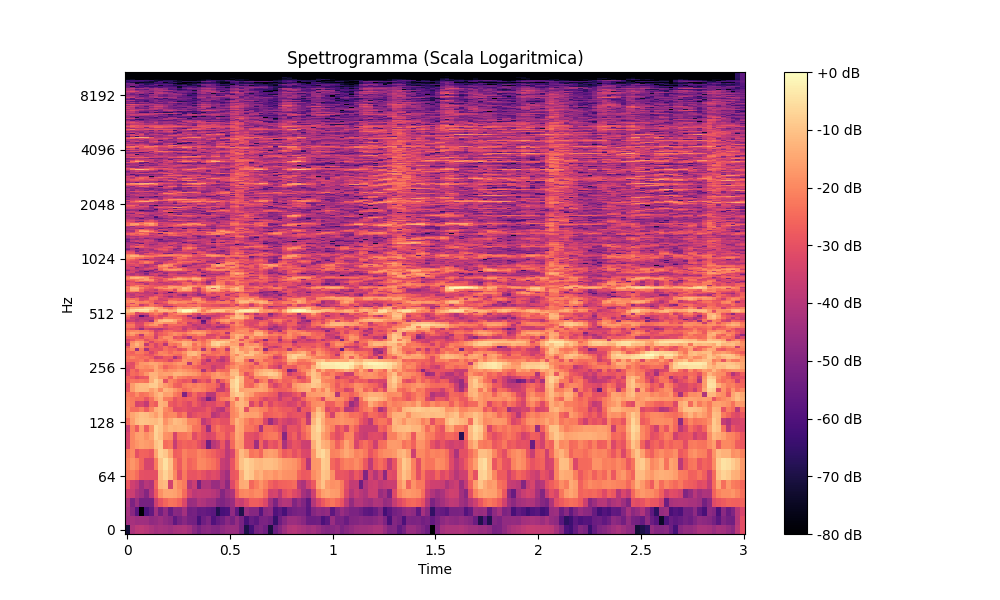 Spettrogramma (Scala Logaritmica)
Hz
8192
4096
2048
1024
512
256
128
64
0
0
0.5
1
1.5
2
2.5
3
Time
+0 dB
-10 dB
-20 dB
-30 dB
-40 dB
-50 dB
-60 dB
-70 dB
-80 dB